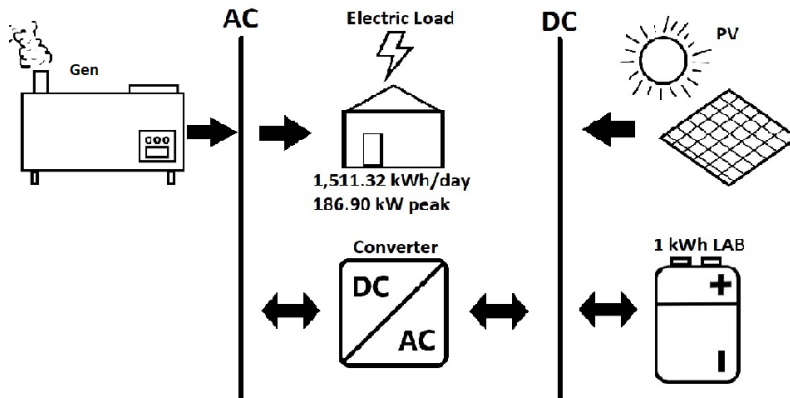 AC
Electric Load
DC
PV
Gen
1,511.32 kWh/day
186.90 kW peak
Converter
1 kWh LAB
DC
AC